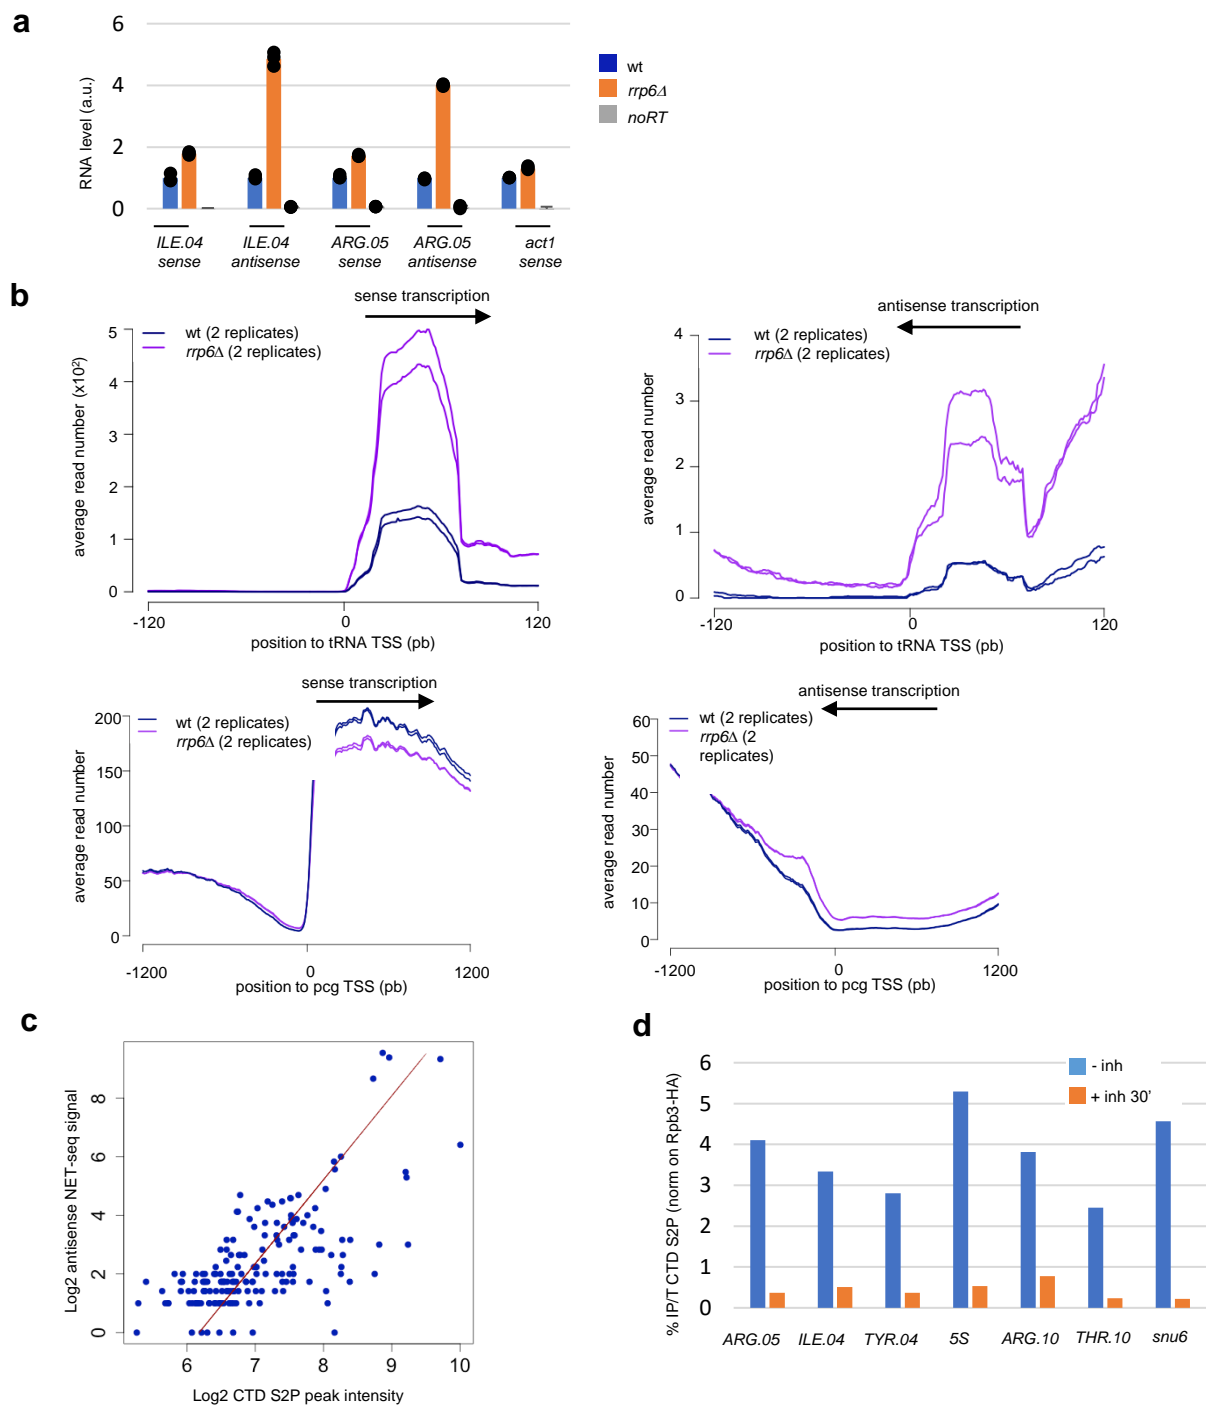 a
6
4
2
0
RNA level (a.u.)
wt
rrp6Δ
noRT
ILE.04 sense
ILE.04 antisense
ARG.05 sense
ARG.05 antisense
act1 sense
b
sense transcription
wt (2 replicates)
rrp6Δ (2 replicates)
5
4
3
2
1
0
average read number (x10²)
-120
0
120
position to tRNA TSS (pb)
antisense transcription
wt (2 replicates)
rrp6Δ (2 replicates)
4
3
2
1
0
average read number
-120
0
120
position to tRNA TSS (pb)
sense transcription
wt (2 replicates)
rrp6Δ (2 replicates)
200
150
100
50
0
average read number
-1200
0
1200
position to pcg TSS (pb)
antisense transcription
wt (2 replicates)
rrp6Δ (2
replicates)
60
50
40
30
20
10
0
average read number
-1200
0
1200
position to pcg TSS (pb)
c
8
6
4
2
0
Log2 antisense NET-seq signal
6
7
8
9
10
Log2 CTD S2P peak intensity
d
6
5
4
3
2
1
0
% IP/T CTD S2P (norm on Rpb3-HA)
- inh
+ inh 30'
ARG.05
ILE.04
TYR.04
5S
ARG.10
THR.10
snu6